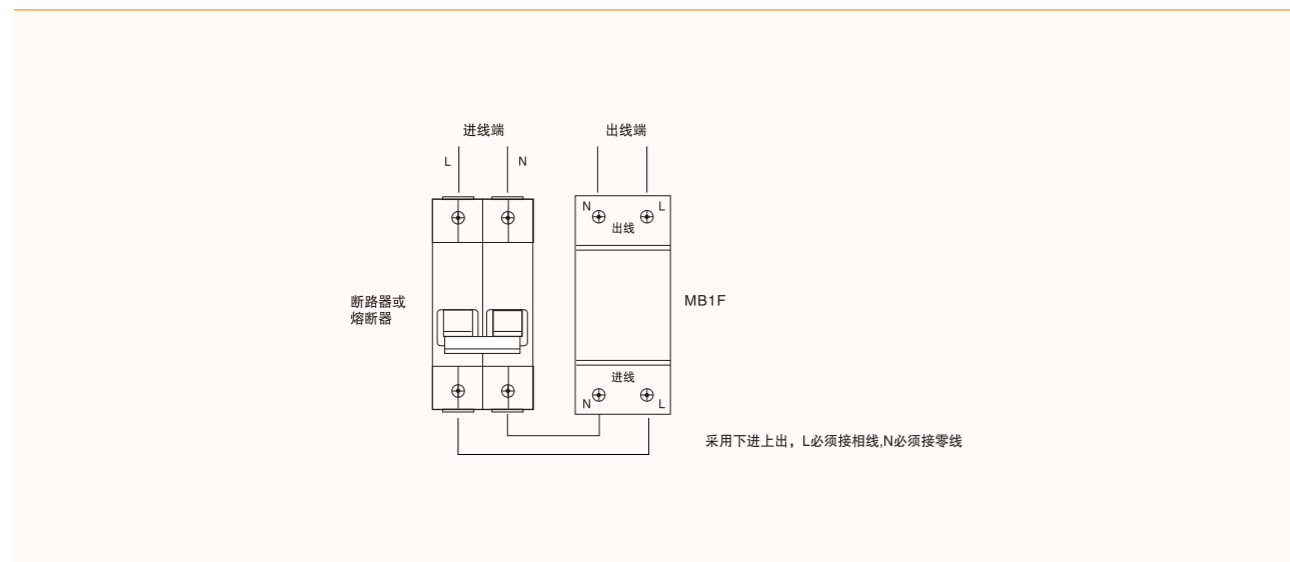 进线端
出线端
L
N
N
L
出线
断路器或
熔断器
MB1F
进线
N
L
采用下进上出，L必须接相线,N必须接零线